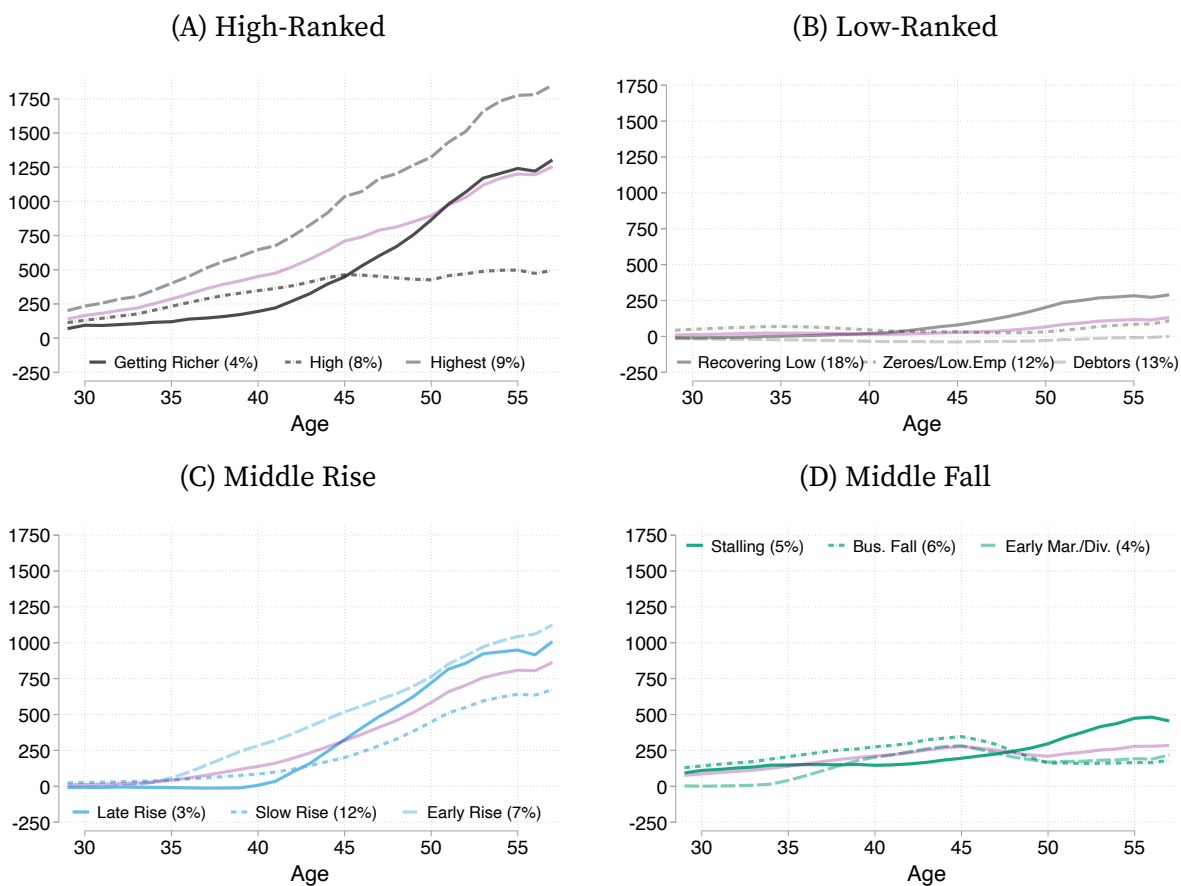 (A) High-Ranked
1750
1500
1250
1000
750
500
250
0
-250
Getting Richer (4%) High (8%) Highest (9%)
30 35 40 45 50 55
Age
(B) Low-Ranked
1750
1500
1250
1000
750
500
250
0
-250
Recovering Low (18%) Zeroes/Low.Emp (12%) Debtors (13%)
30 35 40 45 50 55
Age
(C) Middle Rise
1750
1500
1250
1000
750
500
250
0
-250
Late Rise (3%) Slow Rise (12%) Early Rise (7%)
30 35 40 45 50 55
Age
(D) Middle Fall
1750
Stalling (5%) Bus. Fall (6%) Early Mar./Div. (4%)
1500
1250
1000
750
500
250
0
-250
30 35 40 45 50 55
Age